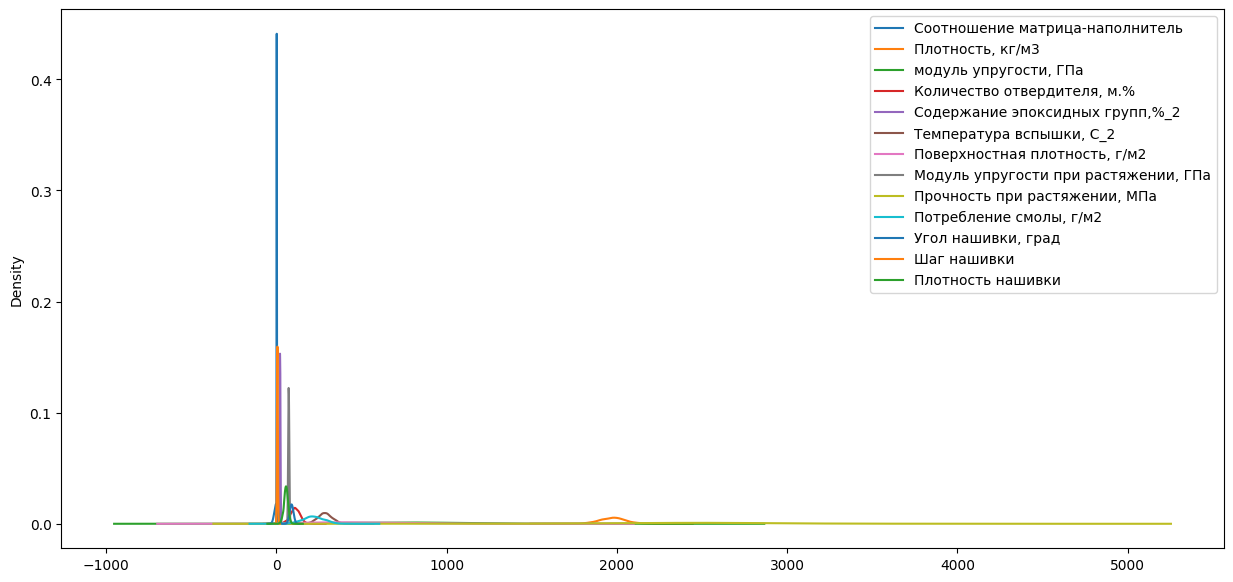 Соотношение матрица-наполнитель
Плотность, кг/м3
модуль упругости, ГПа
Количество отвердителя, м.%
Содержание эпоксидных групп,%_2
Температура вспышки, С_2
Поверхностная плотность, г/м2
Модуль упругости при растяжении, ГПа
Прочность при растяжении, МПа
Потребление смолы, г/м2
Угол нашивки, град
Шаг нашивки
Плотность нашивки
Density
0.4
0.3
0.2
0.1
0.0
−1000 0 1000 2000 3000 4000 5000